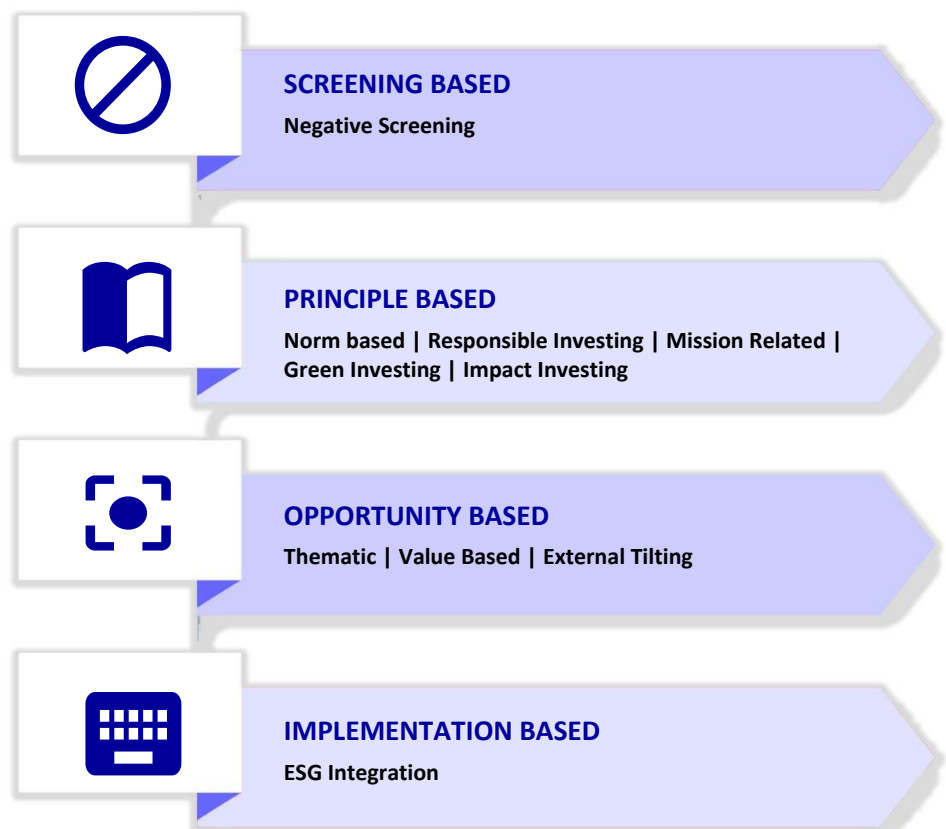 SCREENING BASED
Negative Screening
PRINCIPLE BASED
Norm based | Responsible Investing | Mission Related |
Green Investing | Impact Investing
OPPORTUNITY BASED
Thematic | Value Based | External Tilting
IMPLEMENTATION BASED
ESG Integration